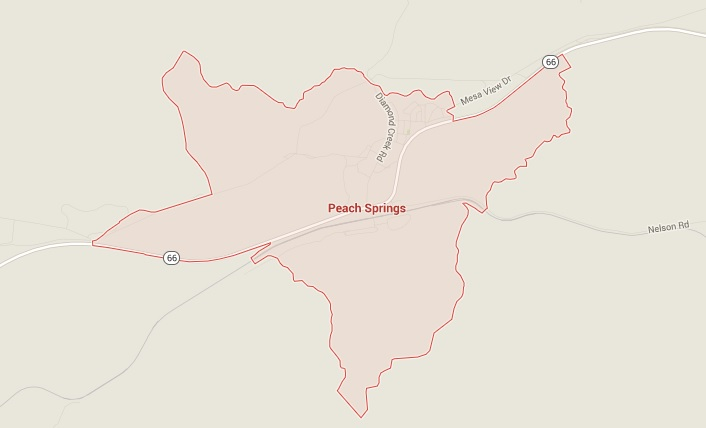 66
Mesa View Dr
Diamond Creek Rd
Peach Springs
Nelson Rd
66